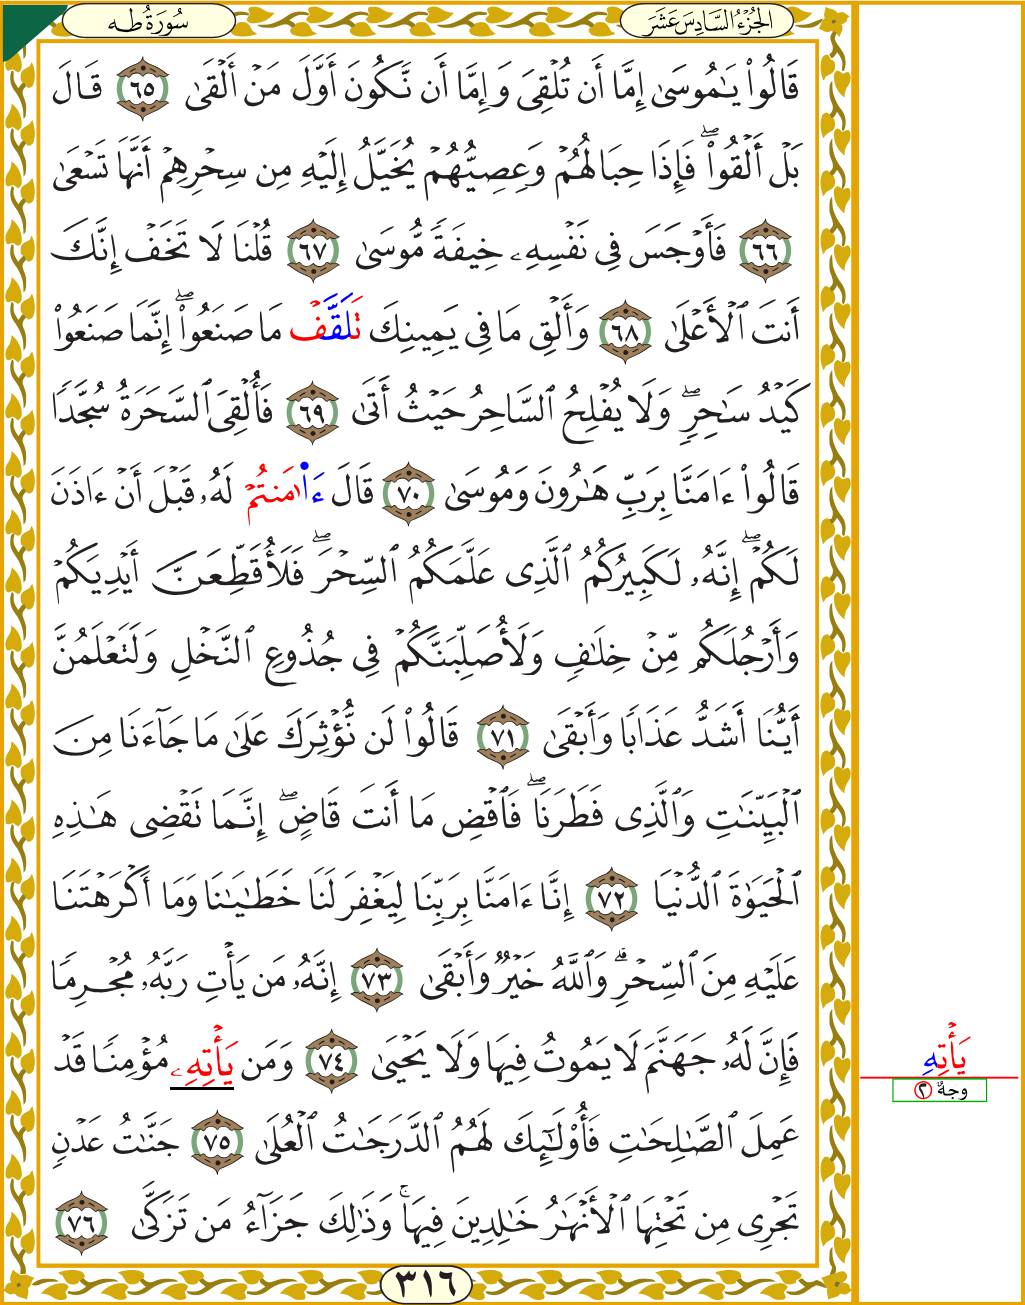 سُورَةُ طه
الجُزْءُ السَّادِسَ عَشَرَ
قَالُواْ يَٰمُوسَىٰ إِمَّا أَن تُلْقِيَ وَإِمَّا أَن نَّكُونَ أَوَّلَ مَنْ أَلْقَىٰ ٦٥ قَالَ
بَلْ أَلْقُواْۖ فَإِذَا حِبَالُهُمْ وَعِصِيُّهُمْ يُخَيَّلُ إِلَيْهِ مِن سِحْرِهِمْ أَنَّهَا تَسْعَىٰ
٦٦ فَأَوْجَسَ فِى نَفْسِهِۦ خِيفَةً مُّوسَىٰ ٦٧ قُلْنَا لَا تَخَفْ إِنَّكَ
أَنتَ ٱلْأَعْلَىٰ ٦٨ وَأَلْقِ مَا فِى يَمِينِكَ تَلَقَّفْ مَا صَنَعُواْۖ إِنَّمَا صَنَعُواْ
كَيْدُ سَٰحِرٍۖ وَلَا يُفْلِحُ ٱلسَّاحِرُ حَيْثُ أَتَىٰ ٦٩ فَأُلْقِىَ ٱلسَّحَرَةُ سُجَّدًا
قَالُواْ ءَامَنَّا بِرَبِّ هَٰرُونَ وَمُوسَىٰ ٧٠ قَالَ ءَا۬مَنتُمْ لَهُۥ قَبْلَ أَنْ ءَاذَنَ
لَكُمْۖ إِنَّهُۥ لَكَبِيرُكُمُ ٱلَّذِى عَلَّمَكُمُ ٱلسِّحْرَۖ فَلَأُقَطِّعَنَّ أَيْدِيَكُمْ
وَأَرْجُلَكُم مِّنْ خِلَٰفٍ وَلَأُصَلِّبَنَّكُمْ فِى جُذُوعِ ٱلنَّخْلِ وَلَتَعْلَمُنَّ
أَيُّنَا أَشَدُّ عَذَابًا وَأَبْقَىٰ ٧١ قَالُواْ لَن نُّؤْثِرَكَ عَلَىٰ مَا جَآءَنَا مِنَ
ٱلْبَيِّنَٰتِ وَٱلَّذِى فَطَرَنَاۖ فَٱقْضِ مَا أَنتَ قَاضٍۖ إِنَّمَا تَقْضِى هَٰذِهِ
ٱلْحَيَوٰةَ ٱلدُّنْيَا ٧٢ إِنَّا ءَامَنَّا بِرَبِّنَا لِيَغْفِرَ لَنَا خَطَٰيَٰنَا وَمَا أَكْرَهْتَنَا
عَلَيْهِ مِنَ ٱلسِّحْرِۗ وَٱللَّهُ خَيْرٌ وَأَبْقَىٰ ٧٣ إِنَّهُۥ مَن يَأْتِ رَبَّهُۥ مُجْرِمًا
فَإِنَّ لَهُۥ جَهَنَّمَ لَا يَمُوتُ فِيهَا وَلَا يَحْيَىٰ ٧٤ وَمَن يَأْتِهِۦ مُؤْمِنًا قَدْ
عَمِلَ ٱلصَّٰلِحَٰتِ فَأُوْلَٰٓئِكَ لَهُمُ ٱلدَّرَجَٰتُ ٱلْعُلَىٰ ٧٥ جَنَّٰتُ عَدْنٍ
تَجْرِى مِن تَحْتِهَا ٱلْأَنْهَٰرُ خَٰلِدِينَ فِيهَاۚ وَذَٰلِكَ جَزَآءُ مَن تَزَكَّىٰ ٧٦
٣١٦
يَأْتِهِ
وجهٌ ٢